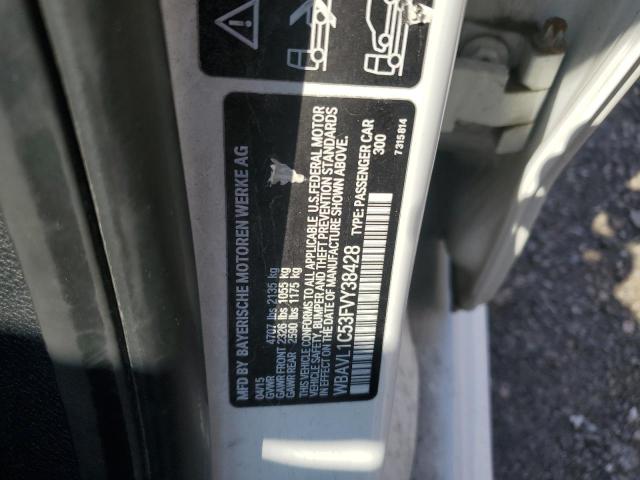 MFD BY BAYERISCHE MOTOREN WERKE AG
04/15
GVWR 4707 lbs 2135 kg
GAWR FRONT 2326 lbs 1055 kg
GAWR REAR 2590 lbs 1175 kg
THIS VEHICLE CONFORMS TO ALL APPLICABLE U.S. FEDERAL MOTOR
VEHICLE SAFETY, BUMPER AND THEFT PREVENTION STANDARDS
IN EFFECT ON THE DATE OF MANUFACTURE SHOWN ABOVE.
WBAVL1C53FVY38428 TYPE: PASSENGER CAR
300
7315814